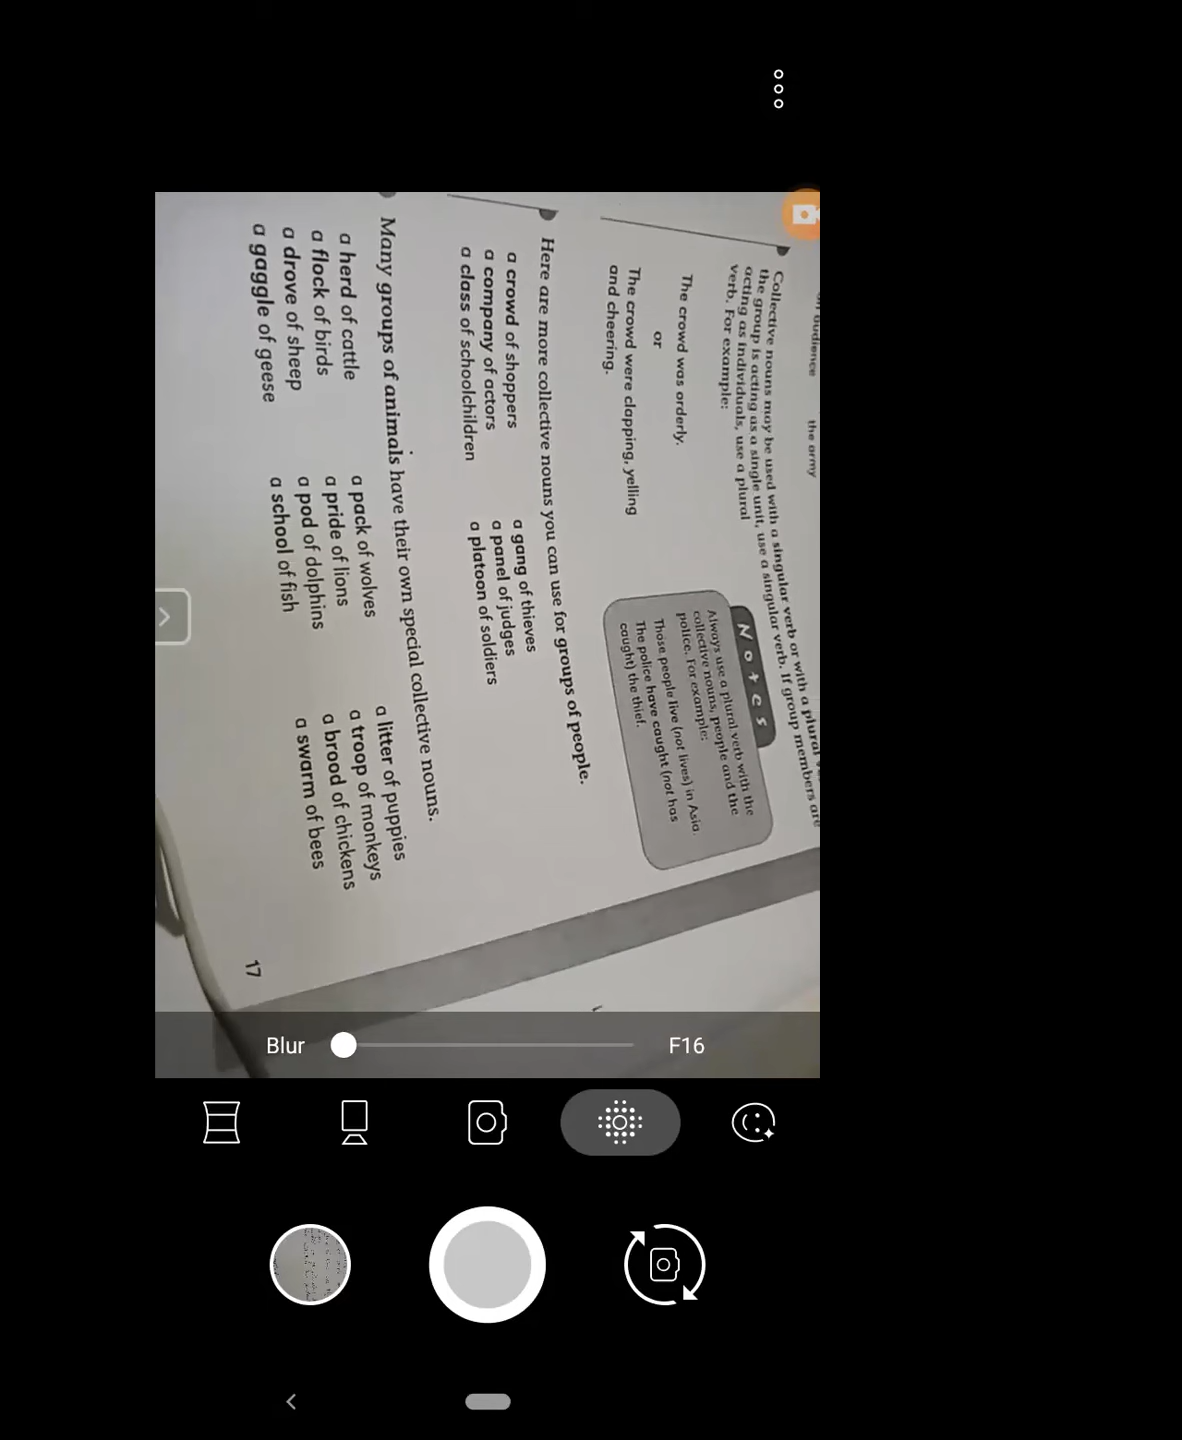 audience the army
Collective nouns may be used with a singular verb or with a plural
the group is acting as a single unit, use a singular verb. If group members are
acting as individuals, use a plural
verb. For example:
The crowd was orderly.
or
The crowd were clapping, yelling
and cheering.
Notes
Always use a plural verb with the
collective nouns, people and the
police. For example:
Those people live (not lives) in Asia.
The police have caught (not has
caught) the thief.
Here are more collective nouns you can use for groups of people.
a crowd of shoppers a gang of thieves
a company of actors a panel of judges
a class of schoolchildren a platoon of soldiers
Many groups of animals have their own special collective nouns.
a herd of cattle a pack of wolves a litter of puppies
a flock of birds a pride of lions a troop of monkeys
a drove of sheep a pod of dolphins a brood of chickens
a gaggle of geese a school of fish a swarm of bees
17
Blur F16